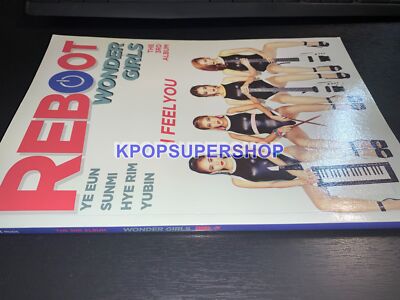 REBOOT
WONDER
GIRLS
THE 3RD
ALBUM
I FEEL YOU
YE EUN
SUNMI
HYE RIM
YUBIN
KPOPSUPERSHOP
THE 3RD ALBUM
WONDER GIRLS